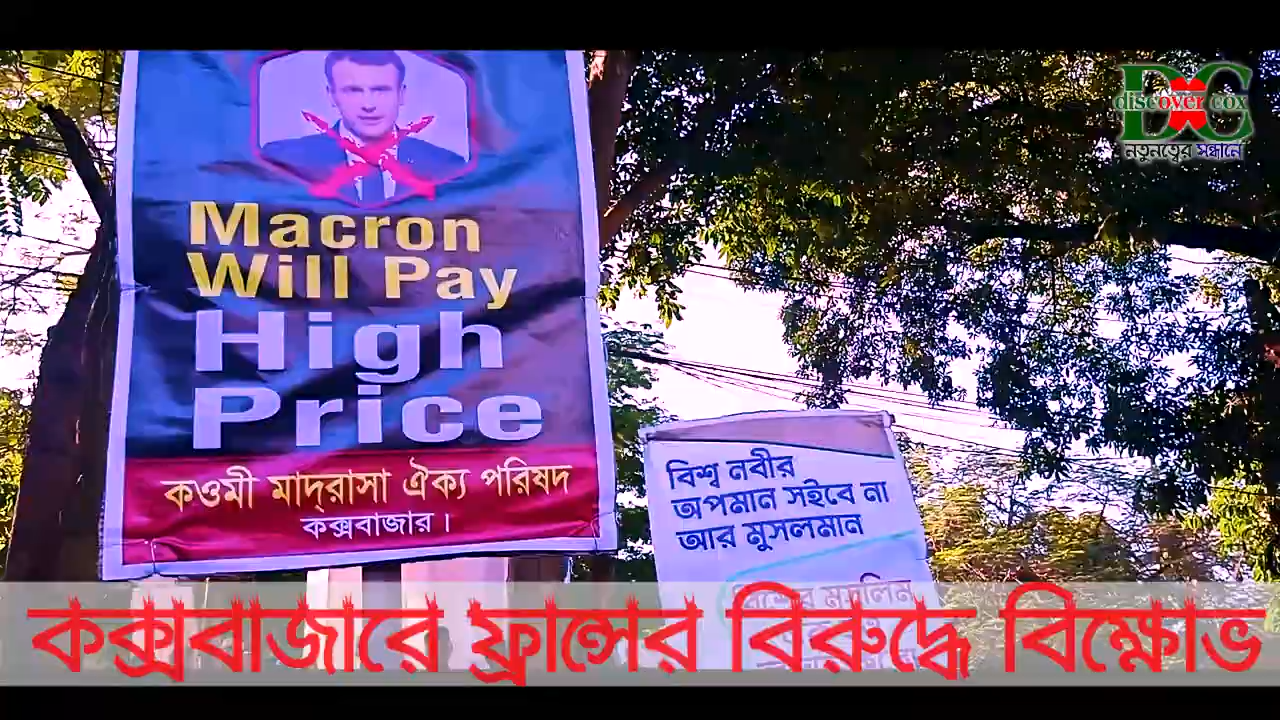 DC
discover cox
নতুনত্বের সন্ধানে
Macron
Will Pay
High
Price
কওমী মাদ্‌রাসা ঐক্য পরিষদ
কক্সবাজার।
বিশ্ব নবীর
অপমান সইবে না
আর মুসলমান
কক্সবাজারে ফ্রান্সের বিরুদ্ধে বিক্ষোভ